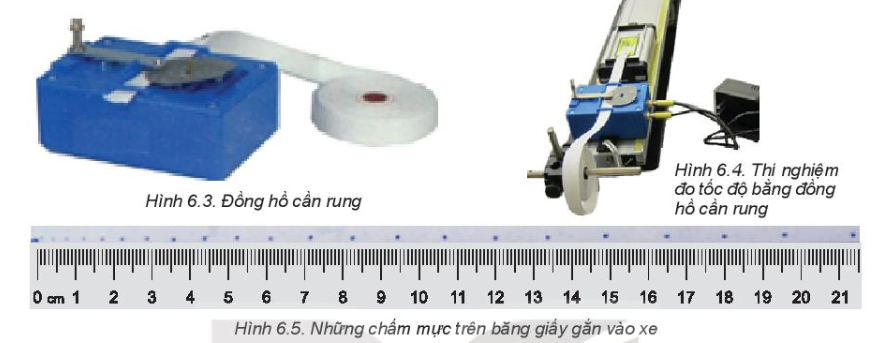 Hình 6.3. Đồng hồ cần rung
Hình 6.4. Thí nghiệm
đo tốc độ bằng đồng
hồ cần rung
0 cm 1 2 3 4 5 6 7 8 9 10 11 12 13 14 15 16 17 18 19 20 21
Hình 6.5. Những chấm mực trên băng giấy gắn vào xe